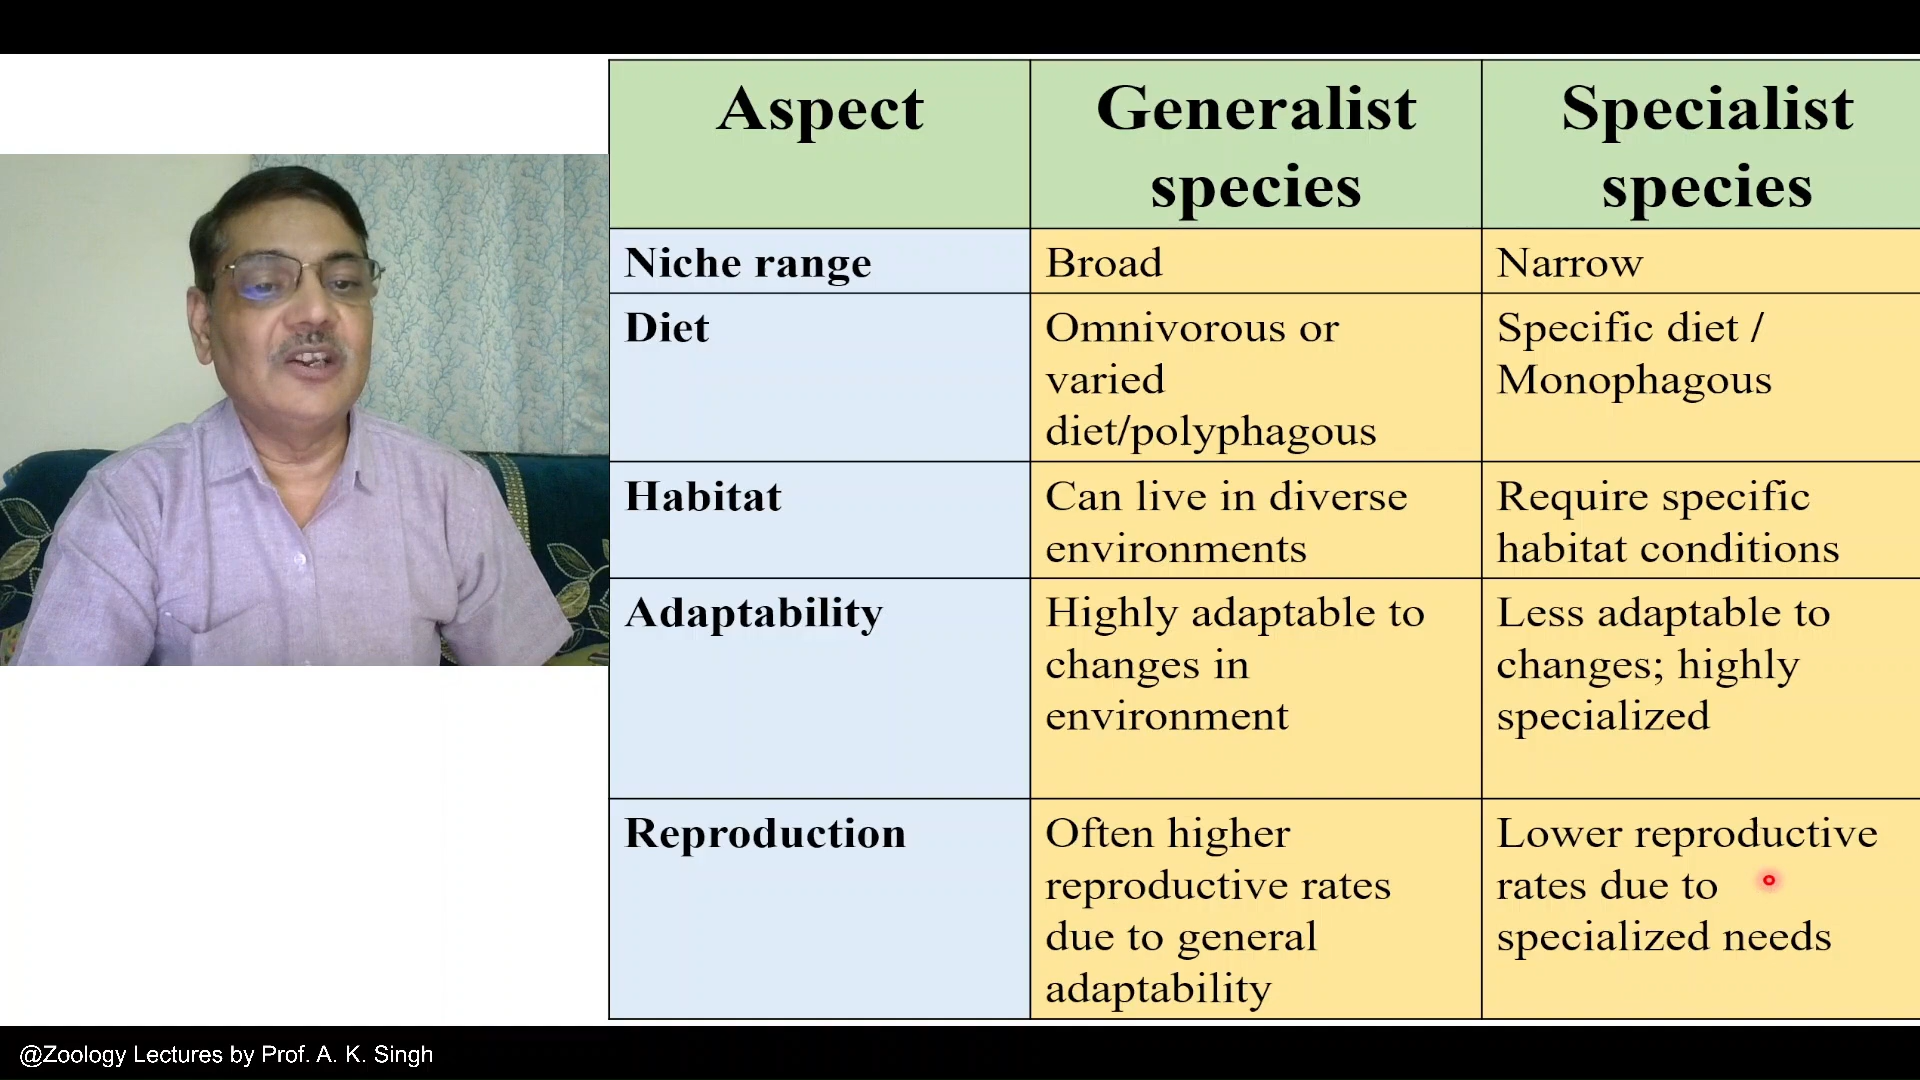 Aspect
Generalist
species
Specialist
species
Niche range
Broad
Narrow
Diet
Omnivorous or
varied
diet/polyphagous
Specific diet /
Monophagous
Habitat
Can live in diverse
environments
Require specific
habitat conditions
Adaptability
Highly adaptable to
changes in
environment
Less adaptable to
changes; highly
specialized
Reproduction
Often higher
reproductive rates
due to general
adaptability
Lower reproductive
rates due to
specialized needs
@Zoology Lectures by Prof. A. K. Singh